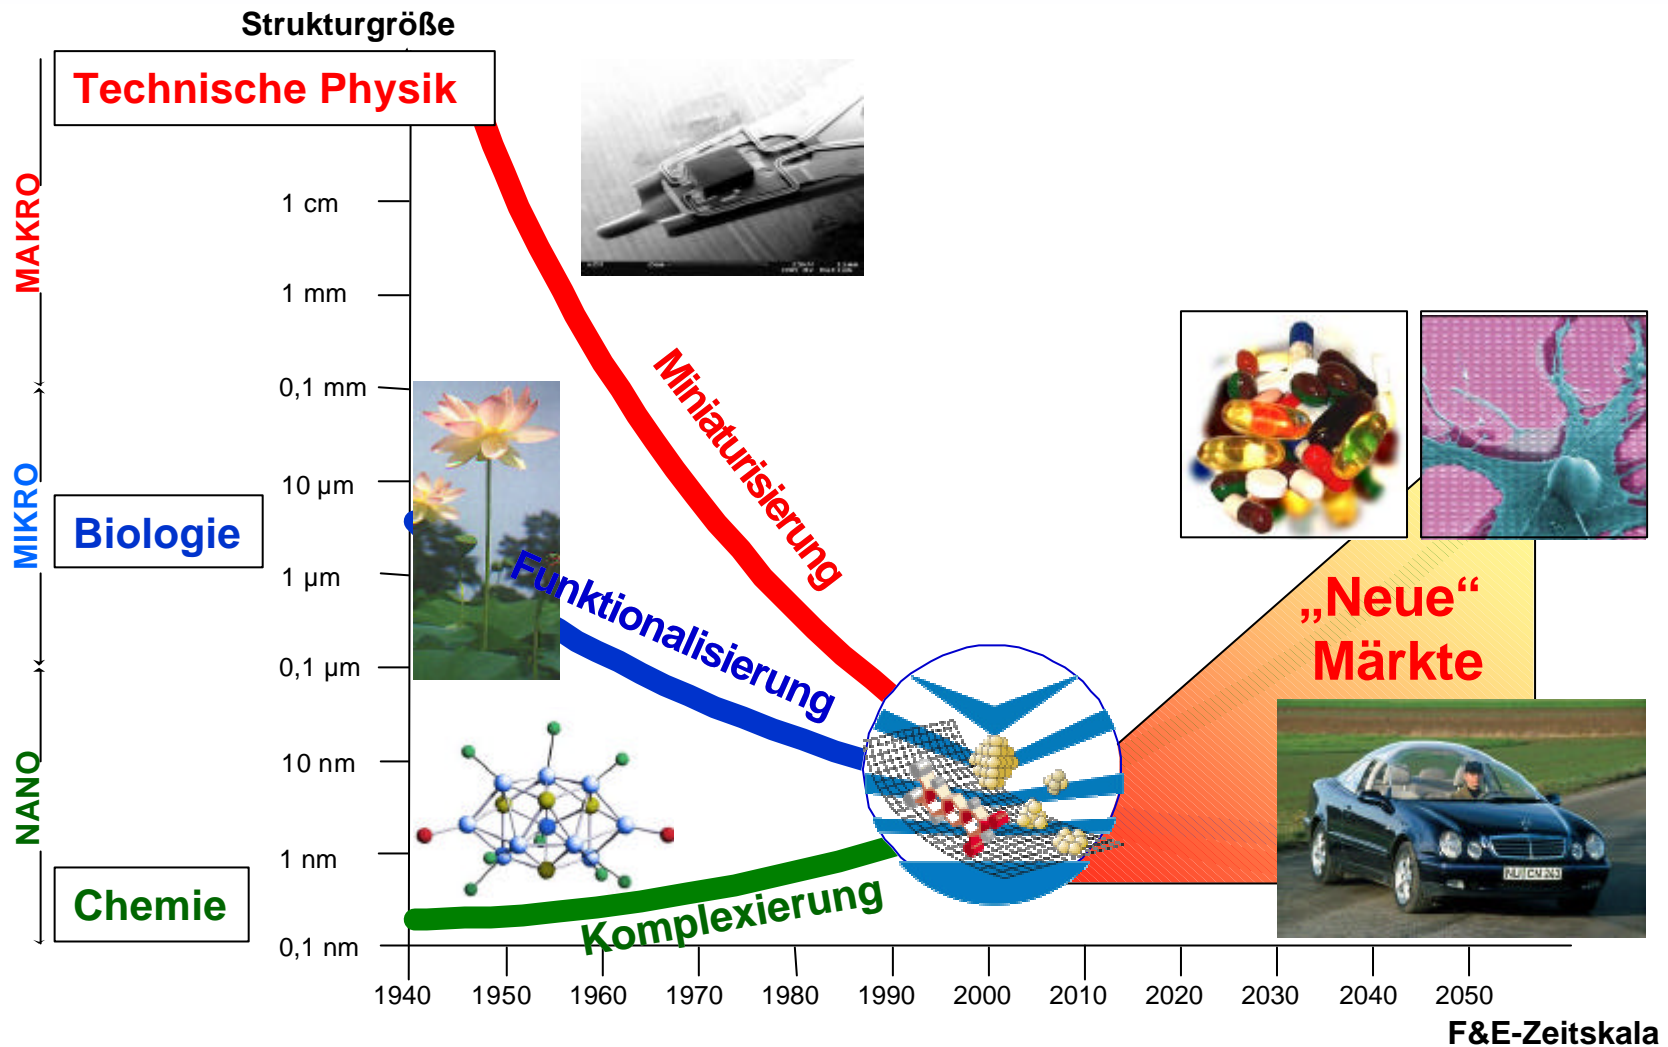 Strukturgröße
Technische Physik
MAKRO
1 cm
1 mm
0,1 mm
Miniaturisierung
MIKRO
10 µm
Biologie
1 µm
Funktionalisierung
0,1 µm
„Neue“
Märkte
NANO
10 nm
1 nm
Chemie
Komplexierung
0,1 nm
1940 1950 1960 1970 1980 1990 2000 2010 2020 2030 2040 2050
F&E-Zeitskala